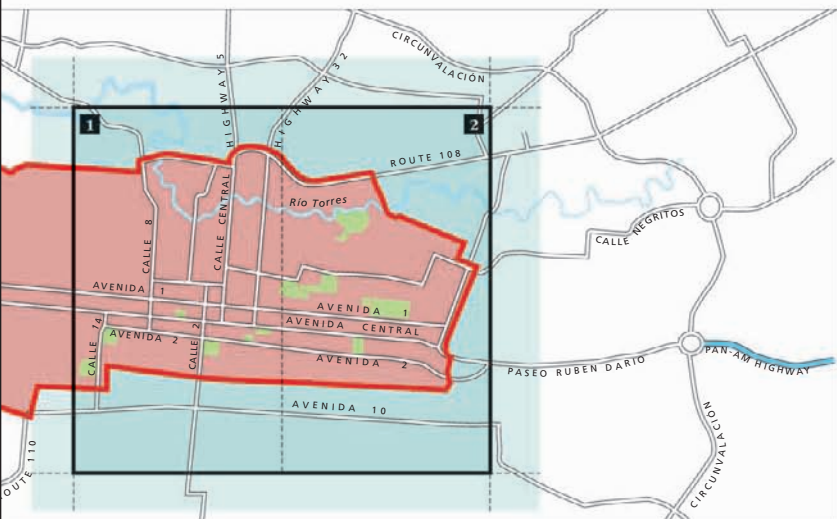 CIRCUNVALACIÓN
HIGHWAY 5
HIGHWAY 32
1
2
ROUTE 108
Río Torres
CALLE 8
CALLE CENTRAL
CALLE NEGRITOS
AVENIDA 1
AVENIDA 1
AVENIDA CENTRAL
CALLE 14
AVENIDA 2
CALLE 2
AVENIDA 2
PASEO RUBEN DARIO
PAN-AM HIGHWAY
AVENIDA 10
ROUTE 110
CIRCUNVALACIÓN